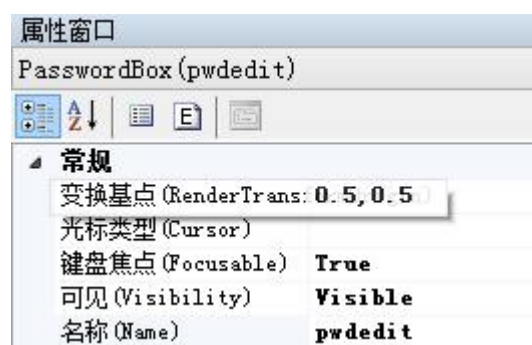 属性窗口
PasswordBox(pwdedit)
常规
变换基点(RenderTrans: 0.5,0.5
光标类型(Cursor)
键盘焦点(Focusable) True
可见(Visibility) Visible
名称(Name) pwdedit